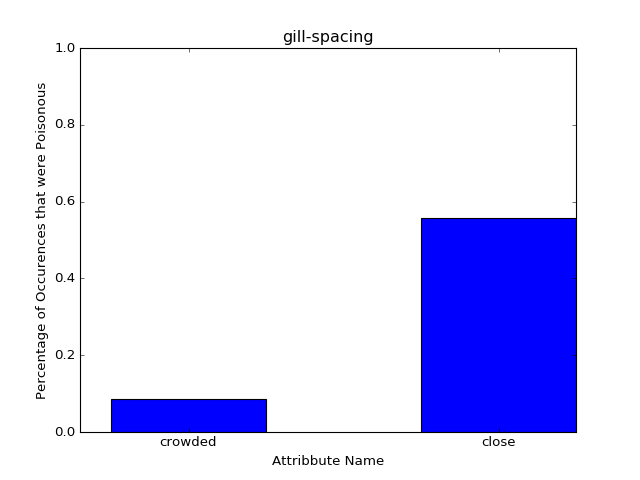 gill-spacing
1.0
0.8
0.6
0.4
0.2
0.0
Percentage of Occurences that were Poisonous
crowded
close
Attribbute Name